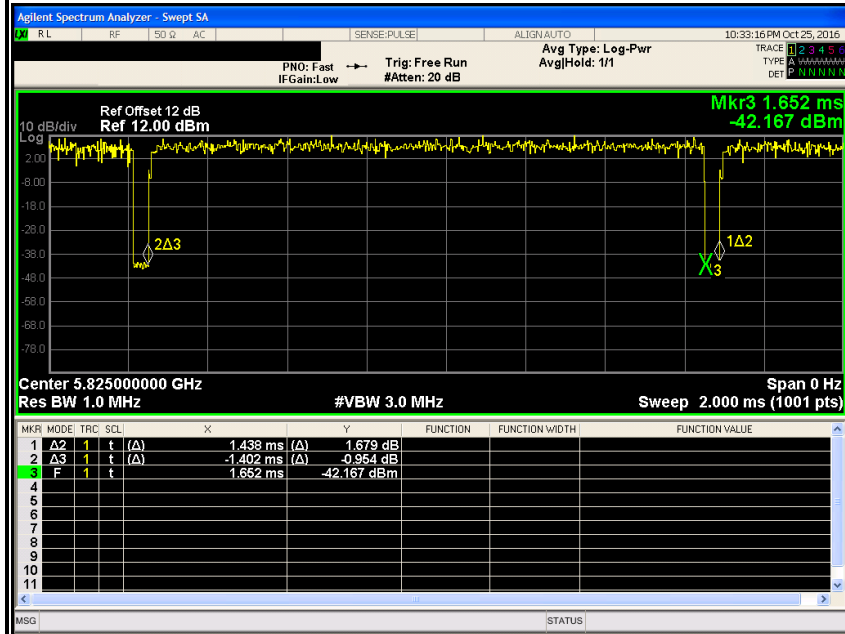 Agilent Spectrum Analyzer - Swept SA
LXI RL RF 50 Ω AC SENSE:PULSE ALIGN AUTO 10:33:16 PM Oct 25, 2016
Avg Type: Log-Pwr TRACE 1 2 3 4 5 6
PNO: Fast Trig: Free Run Avg|Hold: 1/1 TYPE A WWWWW
IFGain:Low #Atten: 20 dB DET P N N N N N
Mkr3 1.652 ms
Ref Offset 12 dB
10 dB/div Ref 12.00 dBm -42.167 dBm
Log
2.00
-8.00
-18.0
-28.0
2Δ3 1Δ2
-38.0
X3
-48.0
-58.0
-68.0
-78.0
Center 5.825000000 GHz Span 0 Hz
Res BW 1.0 MHz #VBW 3.0 MHz Sweep 2.000 ms (1001 pts)
MKR MODE TRC SCL X Y FUNCTION FUNCTION WIDTH FUNCTION VALUE
1 Δ2 1 t (Δ) 1.438 ms (Δ) 1.679 dB
2 Δ3 1 t (Δ) -1.402 ms (Δ) -0.954 dB
3 F 1 t 1.652 ms -42.167 dBm
4
5
6
7
8
9
10
11
MSG STATUS